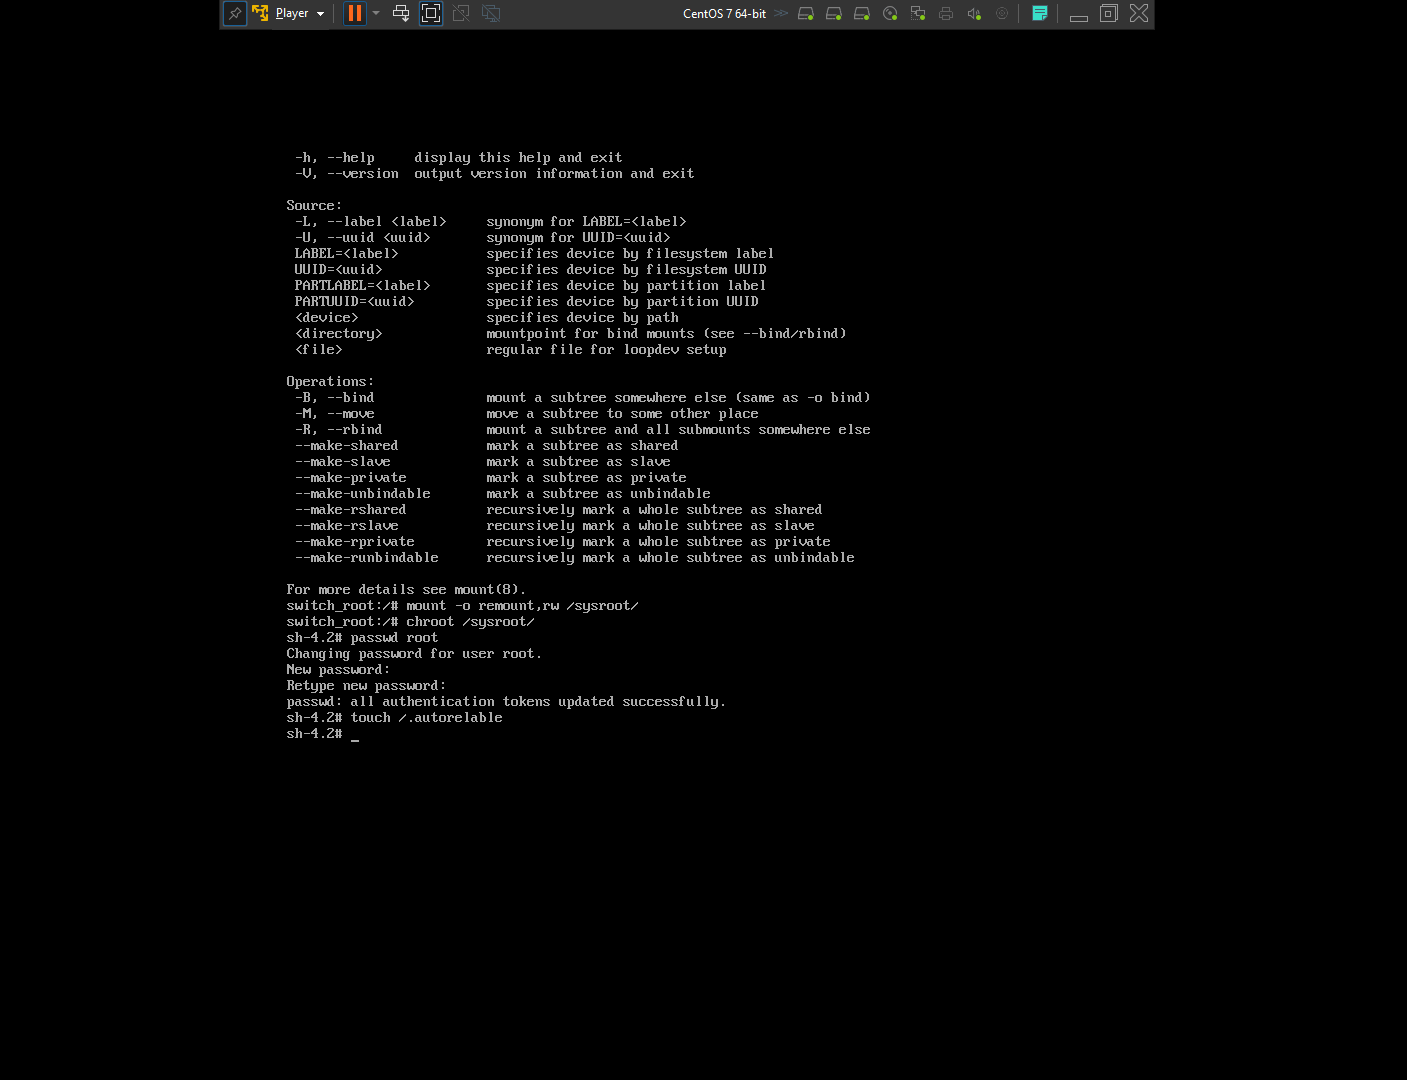 Player
CentOS 7 64-bit
-h, --help     display this help and exit
-V, --version  output version information and exit
Source:
-L, --label <label>     synonym for LABEL=<label>
-U, --uuid <uuid>       synonym for UUID=<uuid>
LABEL=<label>           specifies device by filesystem label
UUID=<uuid>             specifies device by filesystem UUID
PARTLABEL=<label>       specifies device by partition label
PARTUUID=<uuid>         specifies device by partition UUID
<device>                specifies device by path
<directory>             mountpoint for bind mounts (see --bind/rbind)
<file>                  regular file for loopdev setup
Operations:
-B, --bind              mount a subtree somewhere else (same as -o bind)
-M, --move              move a subtree to some other place
-R, --rbind             mount a subtree and all submounts somewhere else
--make-shared           mark a subtree as shared
--make-slave            mark a subtree as slave
--make-private          mark a subtree as private
--make-unbindable       mark a subtree as unbindable
--make-rshared          recursively mark a whole subtree as shared
--make-rslave           recursively mark a whole subtree as slave
--make-rprivate         recursively mark a whole subtree as private
--make-runbindable      recursively mark a whole subtree as unbindable
For more details see mount(8).
switch_root:/# mount -o remount,rw /sysroot/
switch_root:/# chroot /sysroot/
sh-4.2# passwd root
Changing password for user root.
New password:
Retype new password:
passwd: all authentication tokens updated successfully.
sh-4.2# touch /.autorelable
sh-4.2# _